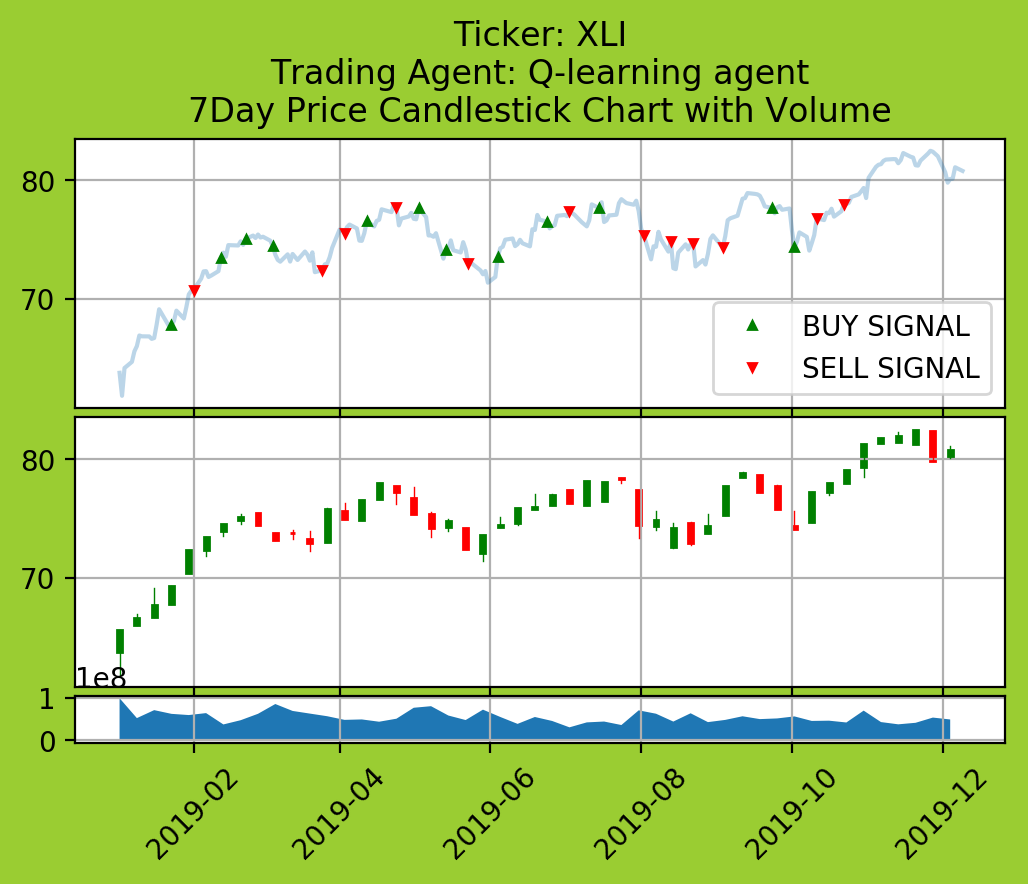 Ticker: XLI
Trading Agent: Q-learning agent
7Day Price Candlestick Chart with Volume
80
70
BUY SIGNAL
SELL SIGNAL
80
70
1e8
1
0
2019-02
2019-04
2019-06
2019-08
2019-10
2019-12